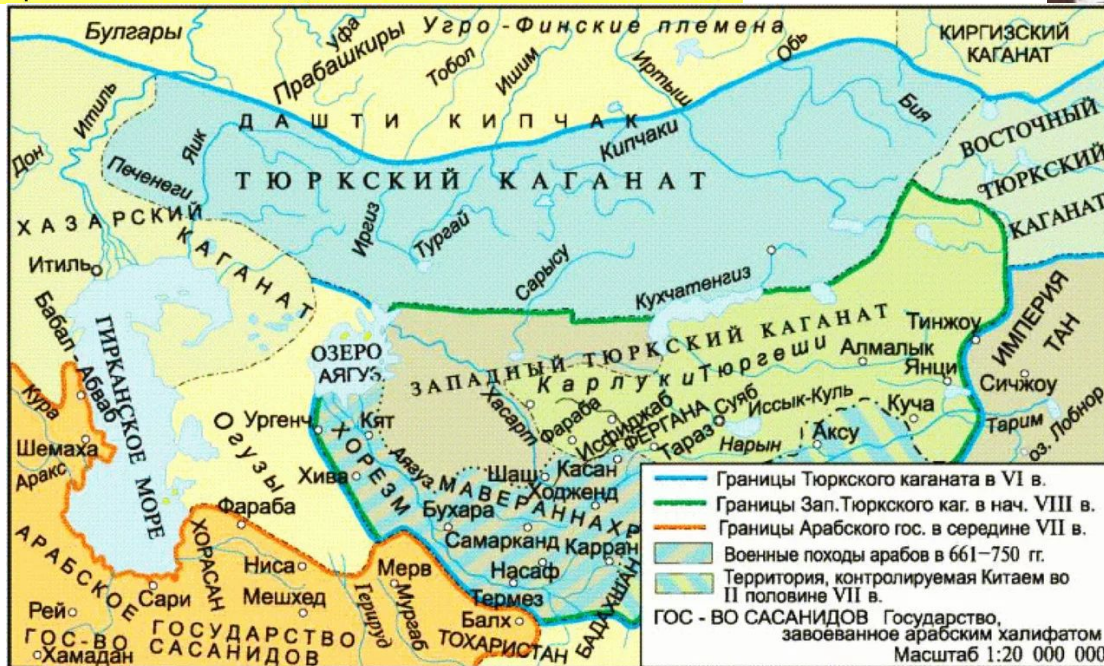 Булгары
Уфа
Прабашкиры
Угро-Финские племена
Тобол
Ишим
Иртыш
Обь
КИРГИЗСКИЙ
КАГАНАТ
Итиль
Дон
Яик
Печенеги
ДАШТИ КИПЧАК
Кипчаки
Бия
ВОСТОЧНЫЙ
ТЮРКСКИЙ
КАГАНАТ
ТЮРКСКИЙ КАГАНАТ
ХАЗАРСКИЙ
КАГАНАТ
Итиль
Иргиз
Тургай
Сарысу
Кухчатенгиз
Бабал-Абваб
ГИРКАНСКОЕ МОРЕ
ОЗЕРО
АЯГУЗ
ЗАПАДНЫЙ ТЮРКСКИЙ КАГАНАТ
Карлуки
Тюргеши
Тинжоу
Алмалык
Янци
ИМПЕРИЯ
ТАН
Сичжоу
Кура
Шемаха
Аракс
Огузы
Ургенч
Кят
Хива
ХОРЕЗМ
Хасарт
Аягуз
Фараба
Исфиджаб
ФЕРГАНА
Тараз
Суяб
Иссык-Куль
Нарын
Аксу
Куча
Тарим
оз. Лобнор
Шаш
Касан
Ходженд
МАВЕРАННАХР
Бухара
Самарканд
Карран
Насаф
Термез
БАДАХШАН
Фараба
АРАБСКОЕ
ГОС-ВО
ХОРАСАН
Ниса
Мешхед
Сари
Рей
Хамадан
ГОСУДАРСТВО
САСАНИДОВ
Герируд
Мерв
Мургаб
Балх
ТОХАРИСТАН
Границы Тюркского каганата в VI в.
Границы Зап.Тюркского каг. в нач. VIII в.
Границы Арабского гос. в середине VII в.
Военные походы арабов в 661–750 гг.
Территория, контролируемая Китаем во
II половине VII в.
ГОС - ВО САСАНИДОВ Государство,
завоеванное арабским халифатом
Масштаб 1:20 000 000